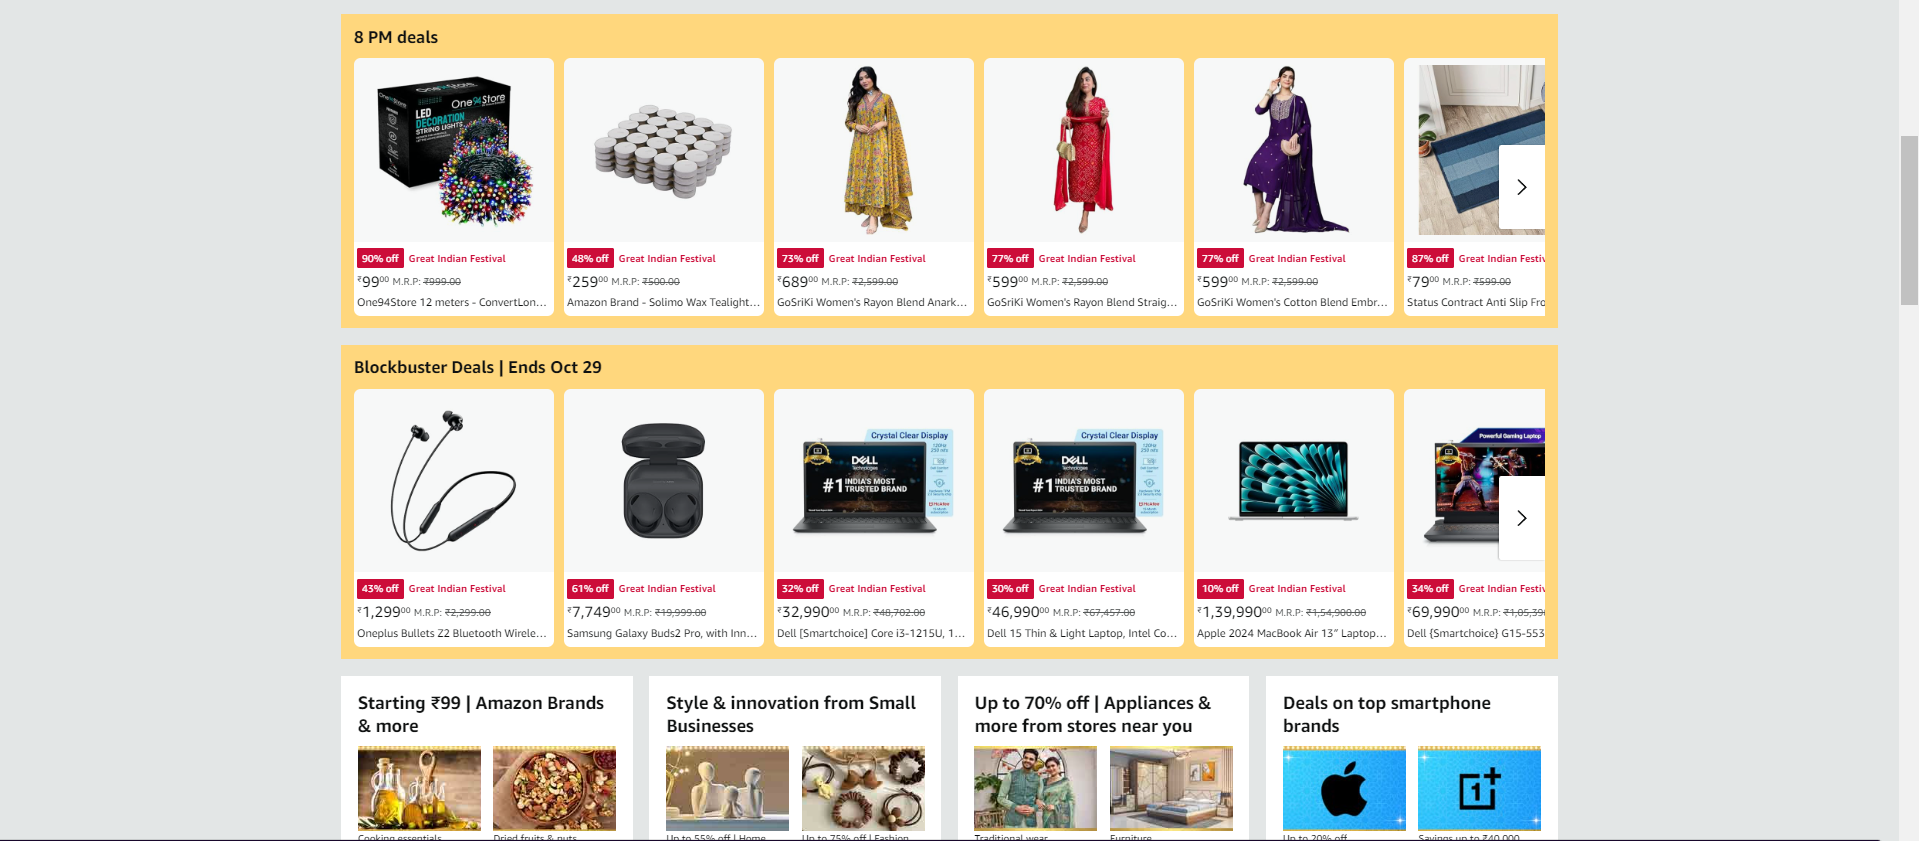 8 PM deals
One94Store
LED
DECORATION
STRING LIGHTS
90% off Great Indian Festival
₹99⁰⁰ M.R.P: ₹999.00
One94Store 12 meters - ConvertLon...
48% off Great Indian Festival
₹259⁰⁰ M.R.P: ₹500.00
Amazon Brand - Solimo Wax Tealight...
73% off Great Indian Festival
₹689⁰⁰ M.R.P: ₹2,599.00
GoSriKi Women's Rayon Blend Anark...
77% off Great Indian Festival
₹599⁰⁰ M.R.P: ₹2,599.00
GoSriKi Women's Rayon Blend Straig...
77% off Great Indian Festival
₹599⁰⁰ M.R.P: ₹2,599.00
GoSriKi Women's Cotton Blend Embr...
87% off Great Indian Festiv
₹79⁰⁰ M.R.P: ₹599.00
Status Contract Anti Slip Fro
Blockbuster Deals | Ends Oct 29
43% off Great Indian Festival
₹1,299⁰⁰ M.R.P: ₹2,299.00
Oneplus Bullets Z2 Bluetooth Wirele...
61% off Great Indian Festival
₹7,749⁰⁰ M.R.P: ₹19,999.00
Samsung Galaxy Buds2 Pro, with Inn...
Crystal Clear Display
DELL
Technologies
#1 INDIA'S MOST
TRUSTED BRAND
32% off Great Indian Festival
₹32,990⁰⁰ M.R.P: ₹48,702.00
Dell [Smartchoice] Core i3-1215U, 1...
Crystal Clear Display
DELL
Technologies
#1 INDIA'S MOST
TRUSTED BRAND
30% off Great Indian Festival
₹46,990⁰⁰ M.R.P: ₹67,457.00
Dell 15 Thin & Light Laptop, Intel Co...
10% off Great Indian Festival
₹1,39,990⁰⁰ M.R.P: ₹1,54,900.00
Apple 2024 MacBook Air 13″ Laptop...
Powerful Gaming Laptop
34% off Great Indian Festiv
₹69,990⁰⁰ M.R.P: ₹1,05,39
Dell {Smartchoice} G15-553
Starting ₹99 | Amazon Brands
& more
Cooking essentials
Dried fruits & nuts
Style & innovation from Small
Businesses
Up to 55% off | Home
Up to 75% off | Fashion
Up to 70% off | Appliances &
more from stores near you
Traditional wear
Furniture
Deals on top smartphone
brands
Up to 20% off
Savings up to ₹40,000